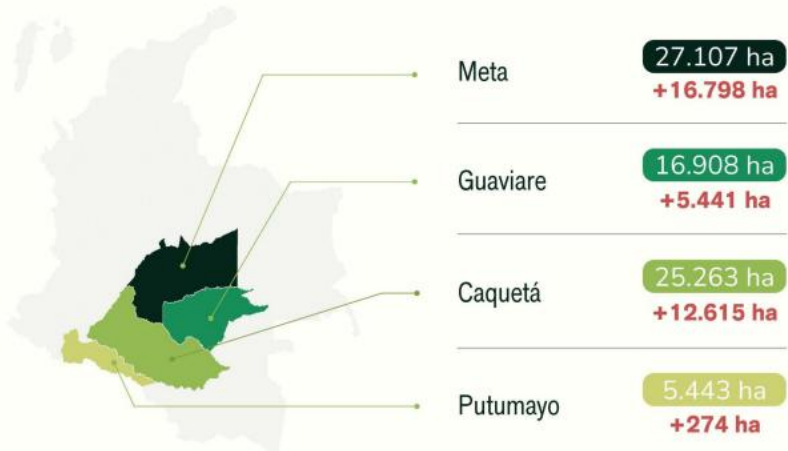 Meta
27.107 ha
+16.798 ha
Guaviare
16.908 ha
+5.441 ha
Caquetá
25.263 ha
+12.615 ha
Putumayo
5.443 ha
+274 ha